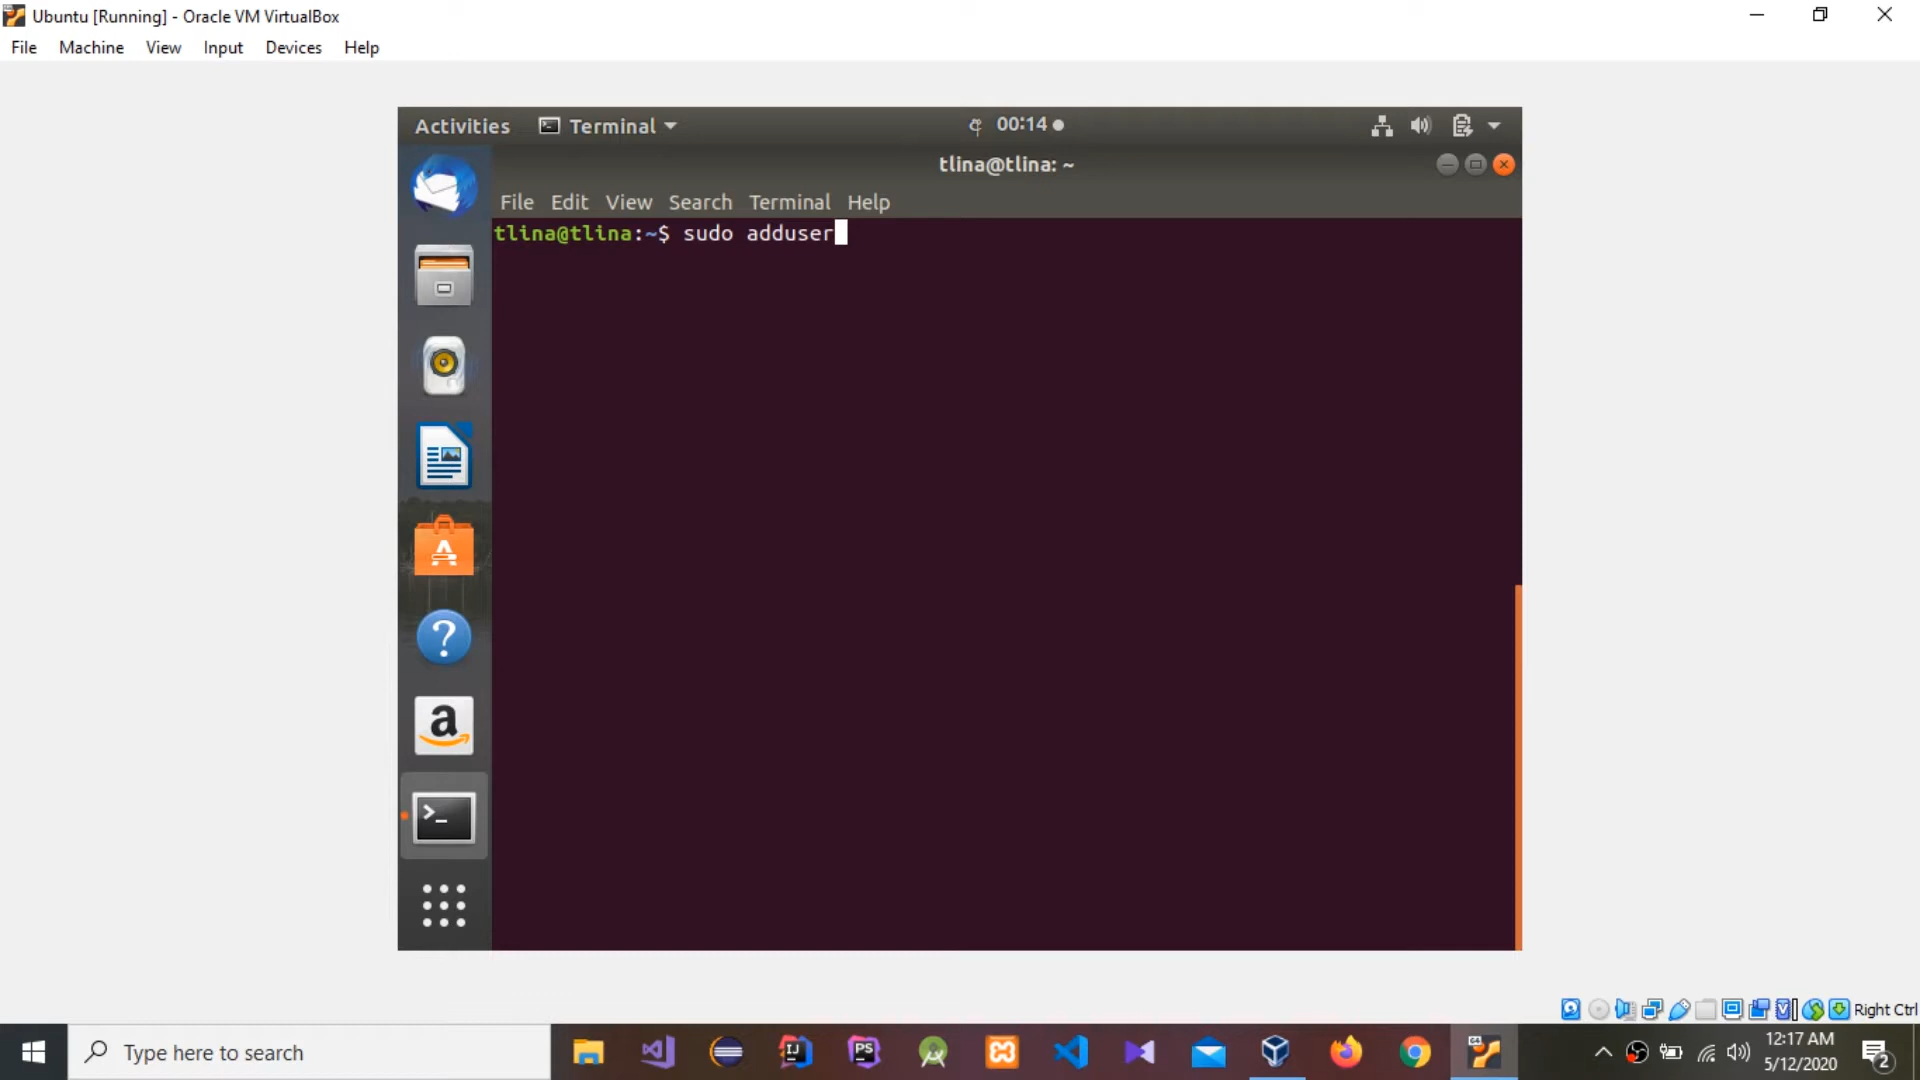 Ubuntu [Running] - Oracle VM VirtualBox
File Machine View Input Devices Help
Activities Terminal 00:14
tlina@tlina: ~
File Edit View Search Terminal Help
tlina@tlina:~$ sudo adduser
Right Ctrl
Type here to search
12:17 AM
5/12/2020
2